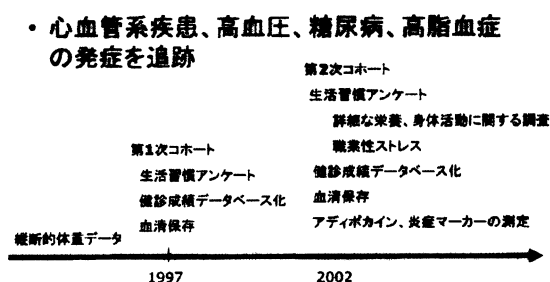 ・心血管系疾患、高血圧、糖尿病、高脂血症
の発症を追跡
第2次コホート
生活習慣アンケート
詳細な栄養、身体活動に関する調査
職業性ストレス
健診成績データベース化
血清保存
アディポカイン、炎症マーカーの測定
第1次コホート
生活習慣アンケート
健診成績データベース化
血清保存
縦断的体重データ
1997
2002